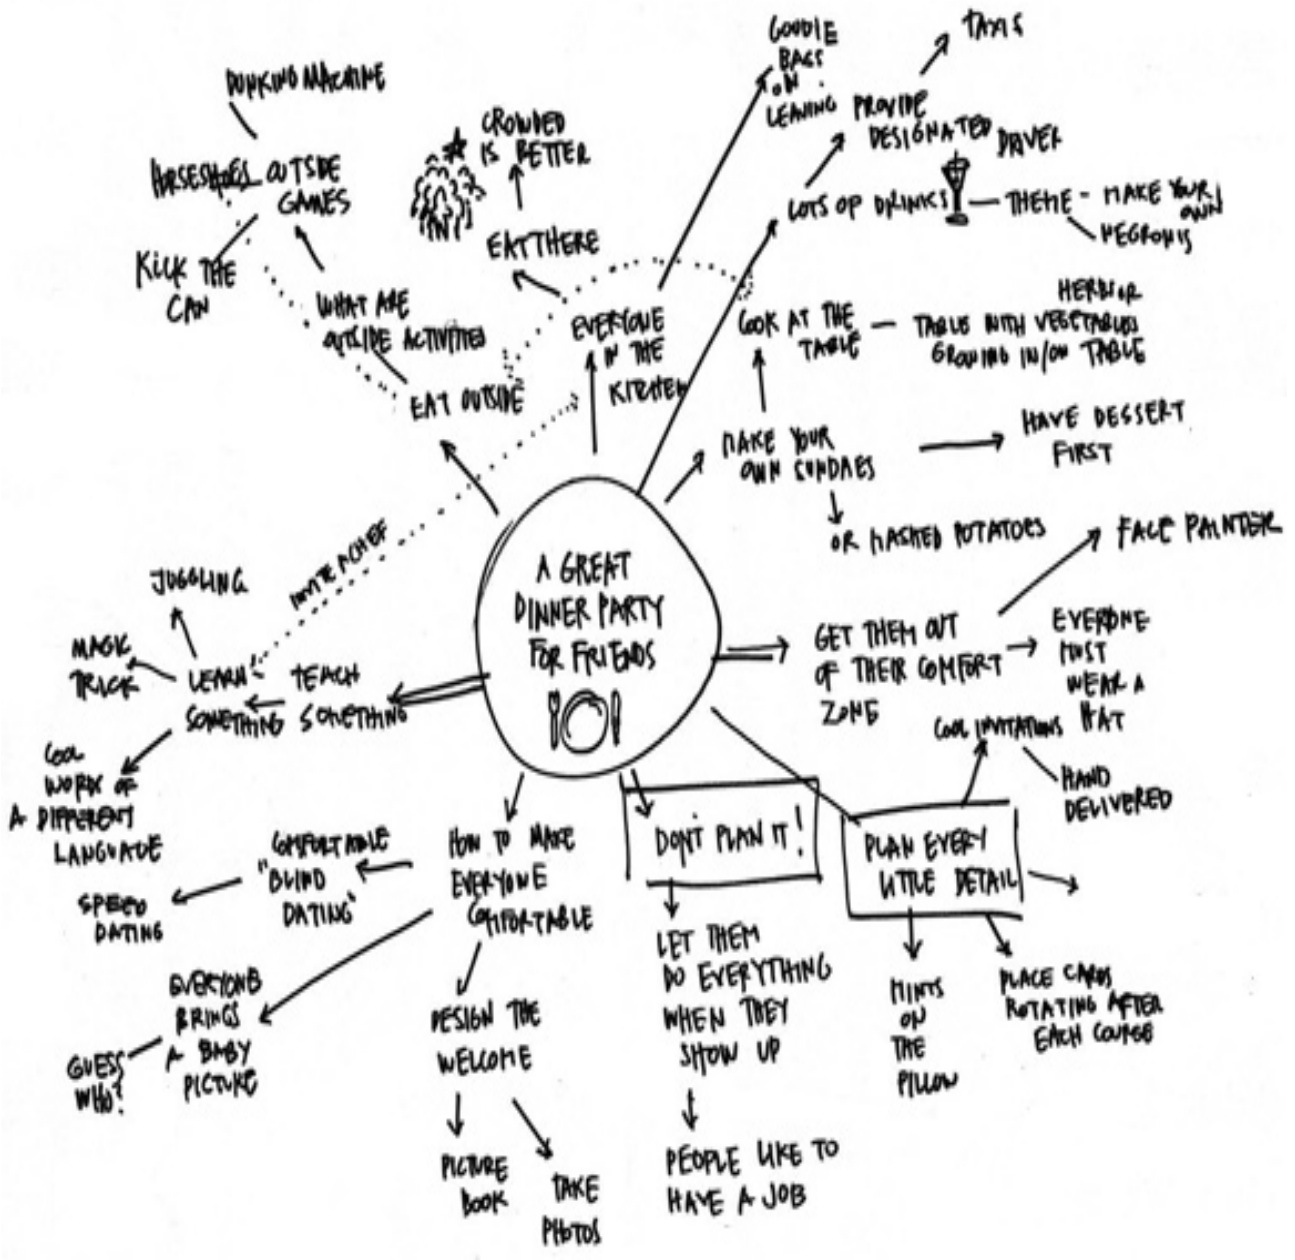 A GREAT
DINNER PARTY
FOR FRIENDS
EVERYONE
IN THE
KITCHEN
EAT THERE
CROWDED
IS BETTER
GOODIE
BAGS
ON
LEAVING
LOTS OF DRINKS
PROVIDE
DESIGNATED
DRIVER
TAXIS
THEME - MAKE YOUR
OWN
NEGRONIS
MAKE YOUR
OWN SUNDAES
LOOK AT THE
TABLE
HERBS OR
TABLE WITH VEGETABLES
GROWING IN/ON TABLE
HAVE DESSERT
FIRST
OR MASHED POTATOES
GET THEM OUT
OF THEIR COMFORT
ZONE
FACE PAINTER
EVERYONE
MUST
WEAR A
HAT
PLAN EVERY
LITTLE DETAIL
COOL INVITATIONS
HAND
DELIVERED
PLACE CARDS
ROTATING AFTER
EACH COURSE
MINTS
ON
THE
PILLOW
DON'T PLAN IT!
LET THEM
DO EVERYTHING
WHEN THEY
SHOW UP
PEOPLE LIKE TO
HAVE A JOB
HOW TO MAKE
EVERYONE
COMFORTABLE
DESIGN THE
WELCOME
PICTURE
BOOK
TAKE
PHOTOS
COMFORTABLE
"BLIND
DATING"
SPEED
DATING
EVERYONE
BRINGS
A BABY
PICTURE
GUESS
WHO?
TEACH
SOMETHING
LEARN
SOMETHING
JUGGLING
MAGIC
TRICK
COOL
WORDS OF
A DIFFERENT
LANGUAGE
INVITE A CHEF
EAT OUTSIDE
WHAT ARE
OUTSIDE ACTIVITIES
OUTSIDE
GAMES
DUNKING MACHINE
HORSESHOES
KICK THE
CAN